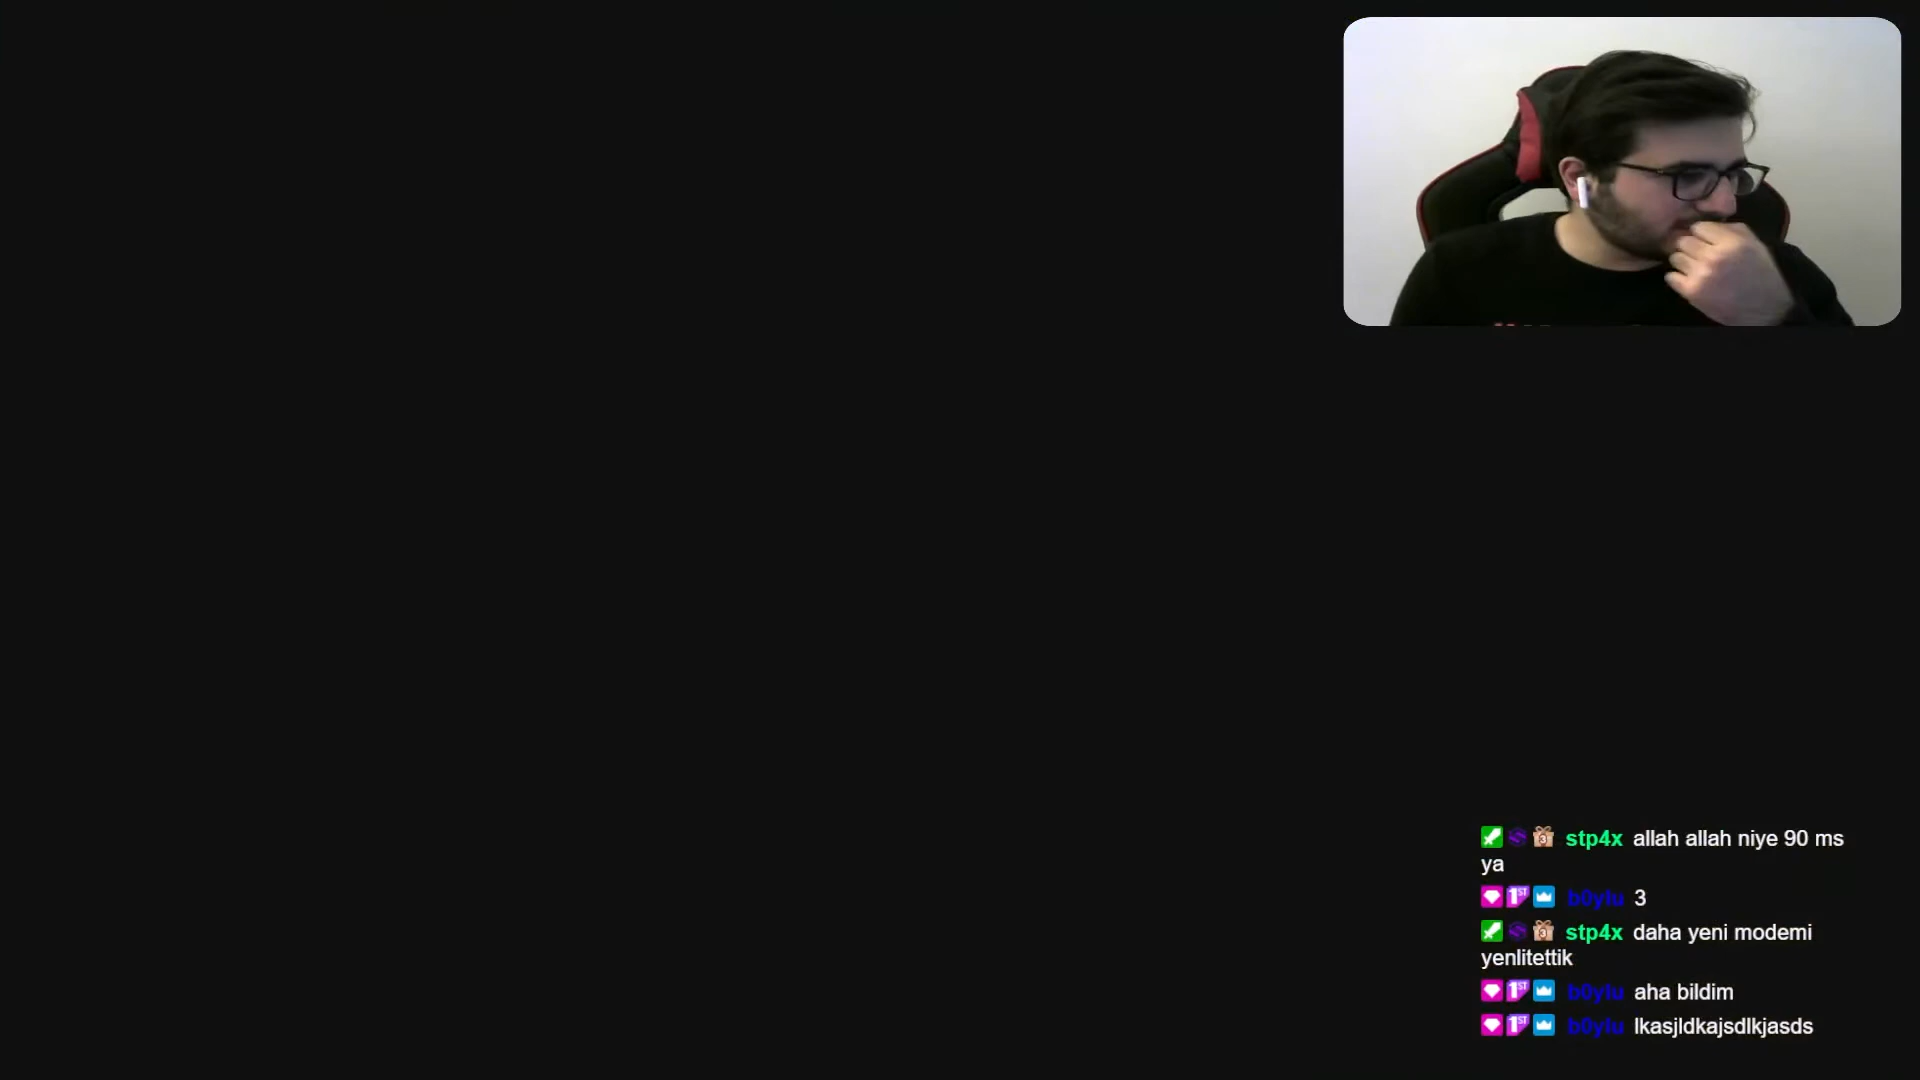 stp4x allah allah niye 90 ms
ya
b0ylu 3
stp4x daha yeni modemi
yenlitettik
b0ylu aha bildim
b0ylu lkasjldkajsdlkjasds